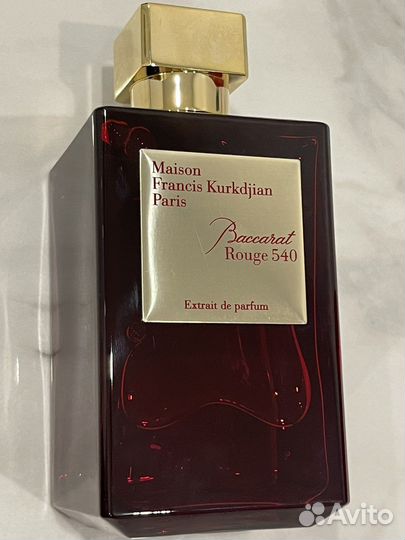 Maison
Francis Kurkdjian
Paris
Baccarat
Rouge 540
Extrait de parfum
Avito